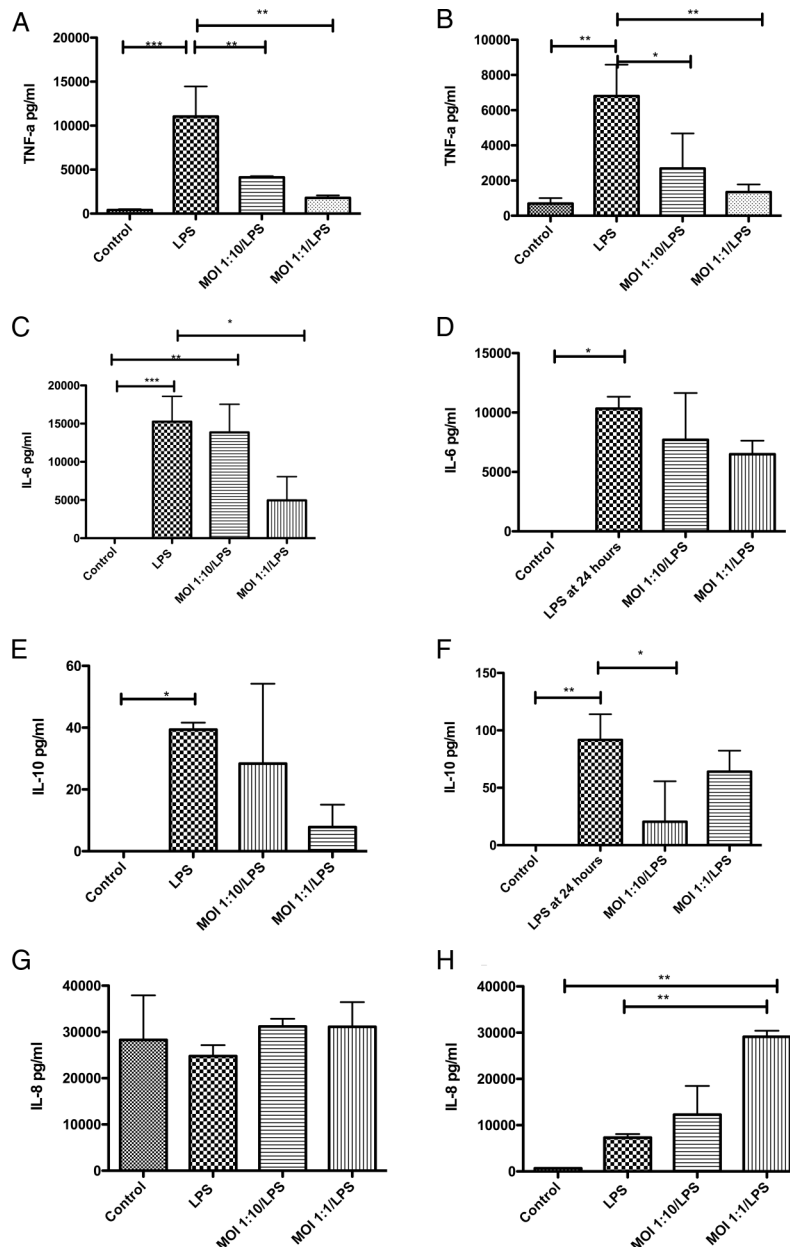 A
**
***
**
20000
15000
10000
5000
0
TNF-a pg/ml
Control
LPS
MOI 1:10/LPS
MOI 1:1/LPS
B
**
**
*
10000
8000
6000
4000
2000
0
TNF-a pg/ml
Control
LPS
MOI 1:10/LPS
MOI 1:1/LPS
C
*
**
***
20000
15000
10000
5000
0
IL-6 pg/ml
Control
LPS
MOI 1:10/LPS
MOI 1:1/LPS
D
*
15000
10000
5000
0
IL-6 pg/ml
Control
LPS at 24 hours
MOI 1:10/LPS
MOI 1:1/LPS
E
*
60
40
20
0
IL-10 pg/ml
Control
LPS
MOI 1:10/LPS
MOI 1:1/LPS
F
*
**
150
100
50
0
IL-10 pg/ml
Control
LPS at 24 hours
MOI 1:10/LPS
MOI 1:1/LPS
G
40000
30000
20000
10000
0
IL-8 pg/ml
Control
LPS
MOI 1:10/LPS
MOI 1:1/LPS
H
**
**
40000
30000
20000
10000
0
IL-8 pg/ml
Control
LPS
MOI 1:10/LPS
MOI 1:1/LPS